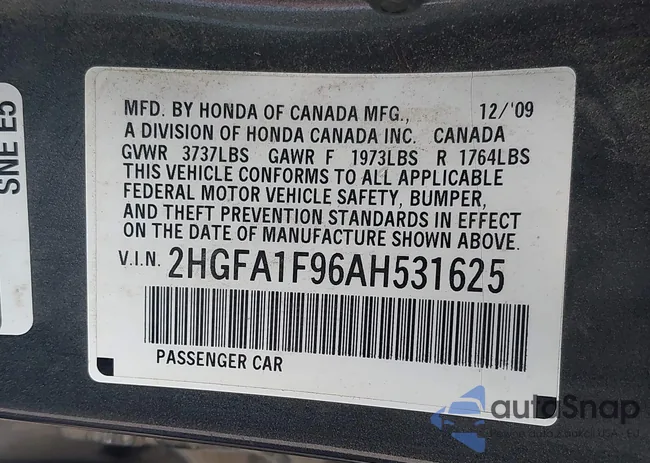 SNE E5
MFD. BY HONDA OF CANADA MFG., 12/'09
A DIVISION OF HONDA CANADA INC. CANADA
GVWR 3737LBS GAWR F 1973LBS R 1764LBS
THIS VEHICLE CONFORMS TO ALL APPLICABLE
FEDERAL MOTOR VEHICLE SAFETY, BUMPER,
AND THEFT PREVENTION STANDARDS IN EFFECT
ON THE DATE OF MANUFACTURE SHOWN ABOVE.
V.I.N. 2HGFA1F96AH531625
PASSENGER CAR
autoSnap